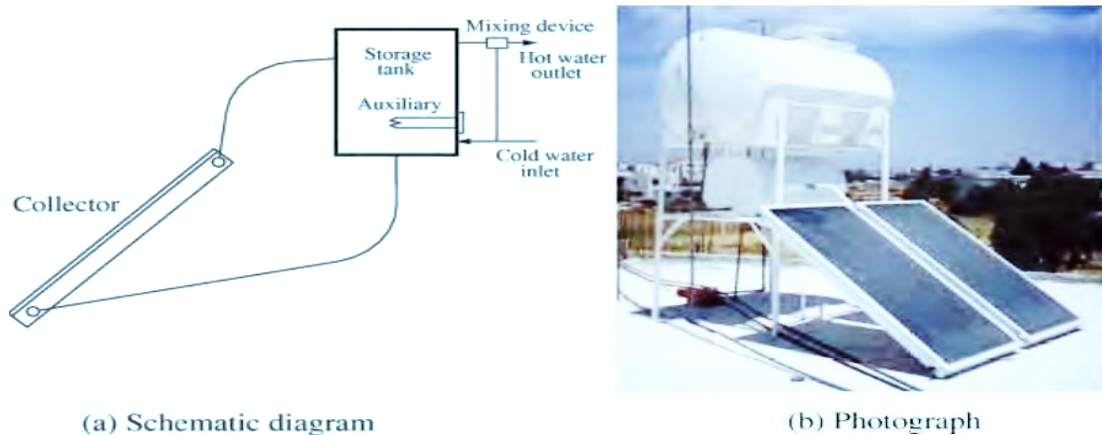 Mixing device
Storage
tank
Hot water
outlet
Auxiliary
Cold water
inlet
Collector
(a) Schematic diagram
(b) Photograph